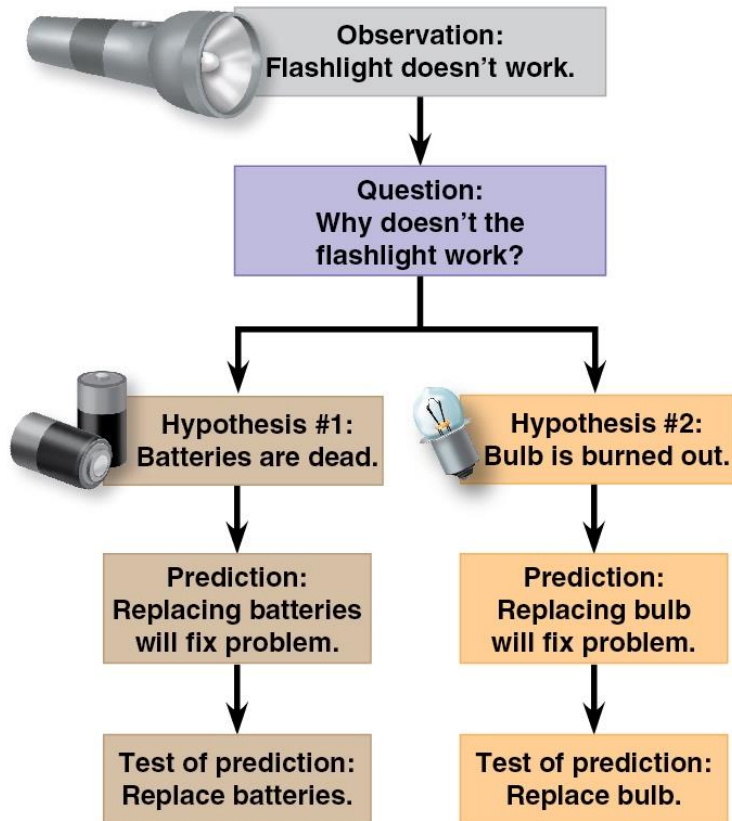 Observation:
Flashlight doesn't work.
Question:
Why doesn't the
flashlight work?
Hypothesis #1:
Batteries are dead.
Hypothesis #2:
Bulb is burned out.
Prediction:
Replacing batteries
will fix problem.
Prediction:
Replacing bulb
will fix problem.
Test of prediction:
Replace batteries.
Test of prediction:
Replace bulb.